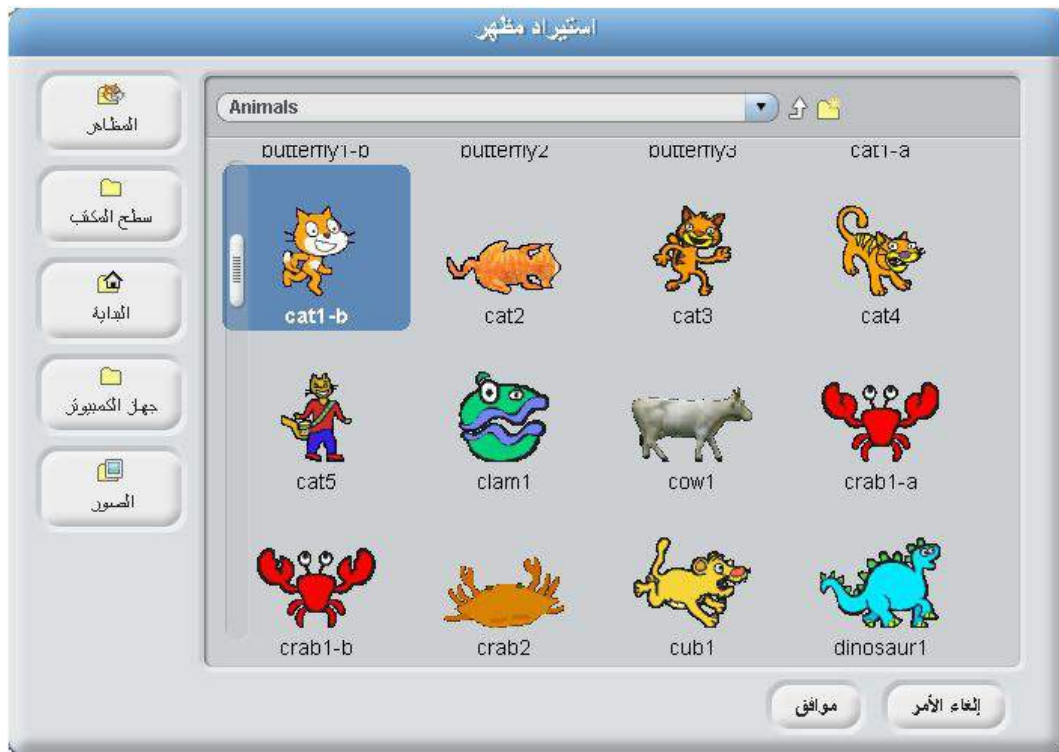 استيراد مظهر
المظاهر
سطح المكتب
البداية
جهاز الكمبيوتر
الصور
Animals
butterfly1-b butterfly2 butterfly3 cat1-a
cat1-b cat2 cat3 cat4
cat5 clam1 cow1 crab1-a
crab1-b crab2 cub1 dinosaur1
موافق إلغاء الأمر